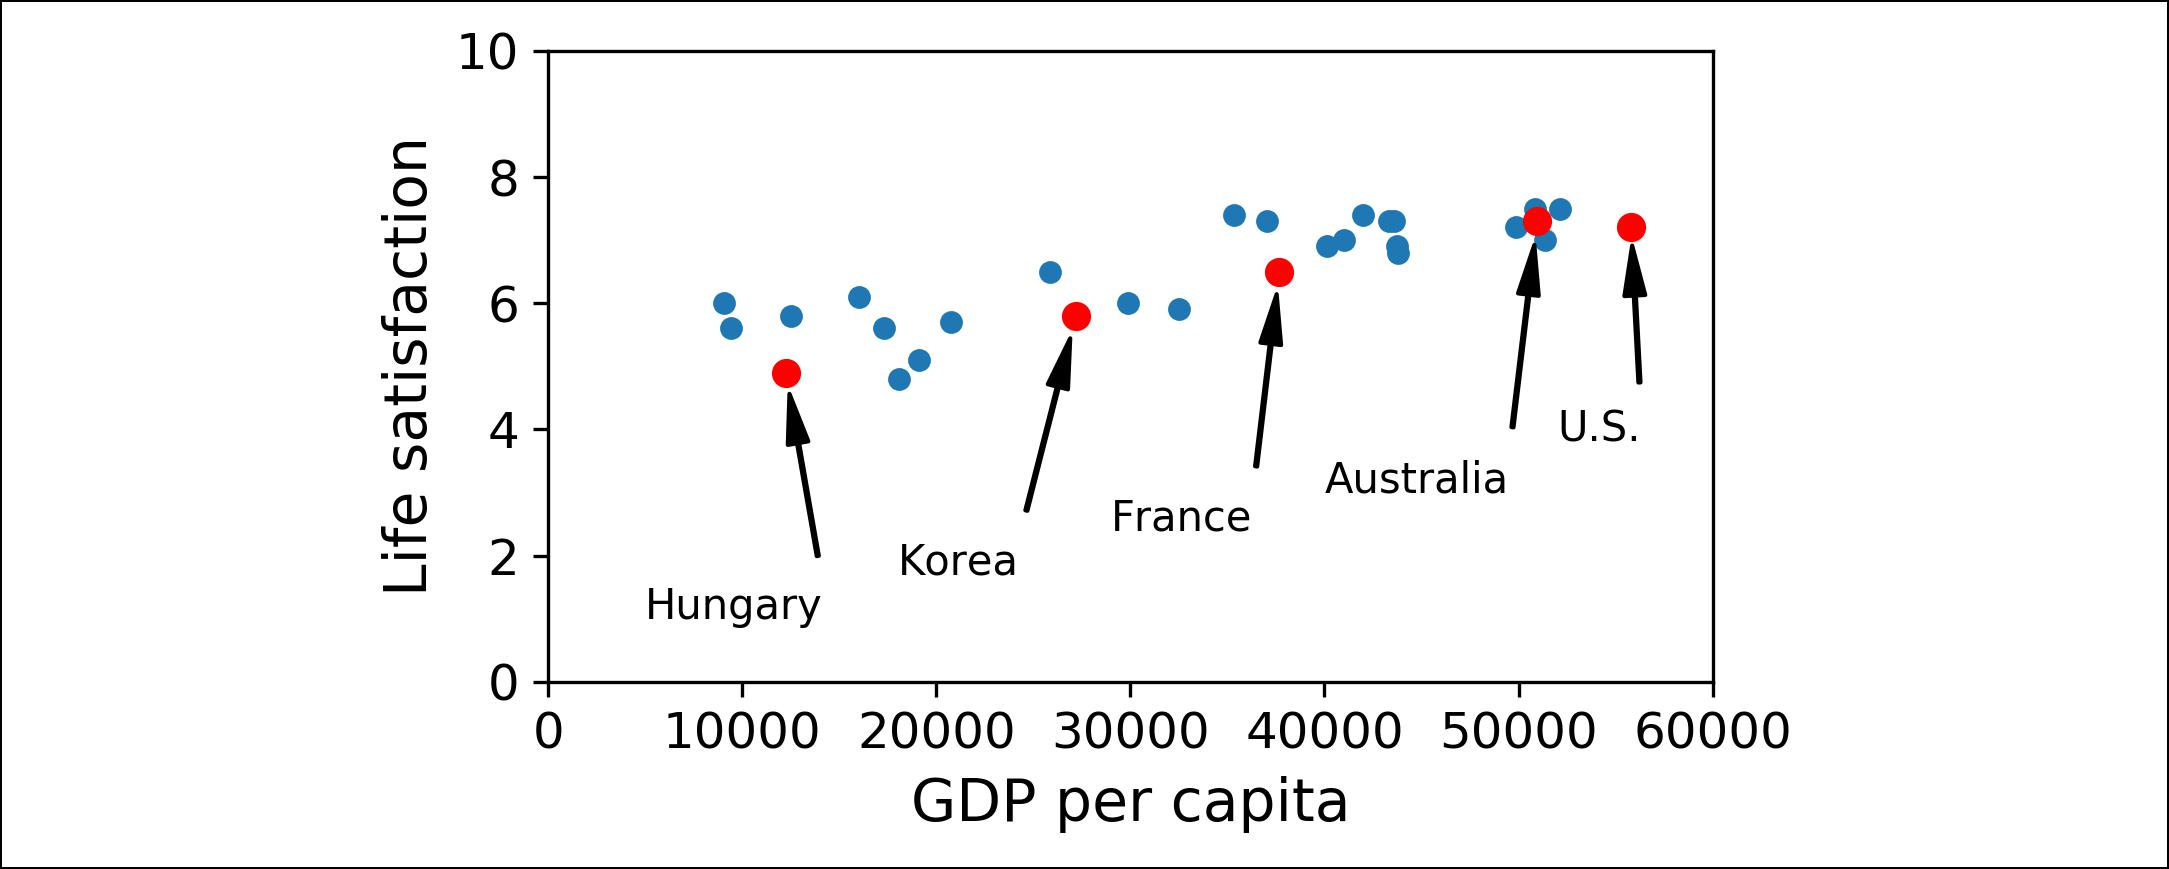 10
8
6
4
2
0
Life satisfaction
Hungary
Korea
France
Australia
U.S.
0 10000 20000 30000 40000 50000 60000
GDP per capita